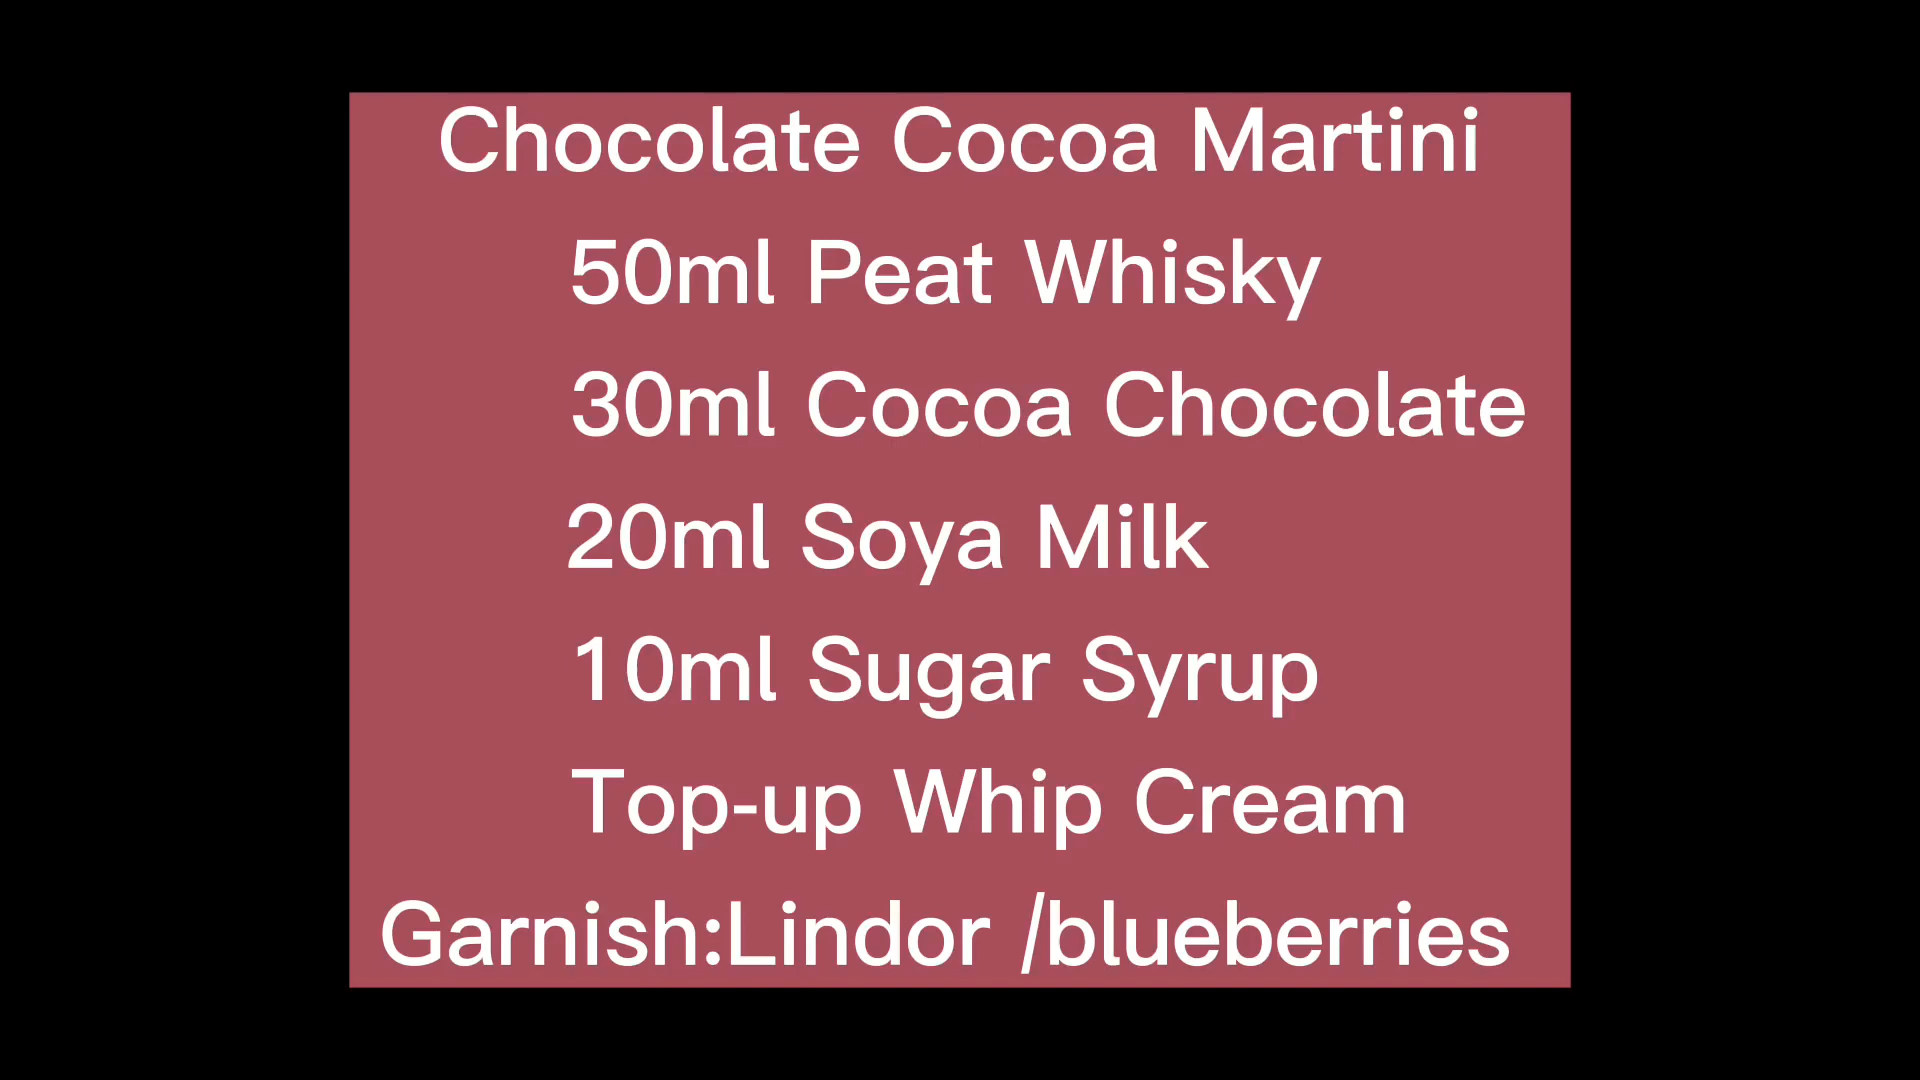 Chocolate Cocoa Martini
50ml Peat Whisky
30ml Cocoa Chocolate
20ml Soya Milk
10ml Sugar Syrup
Top-up Whip Cream
Garnish:Lindor /blueberries